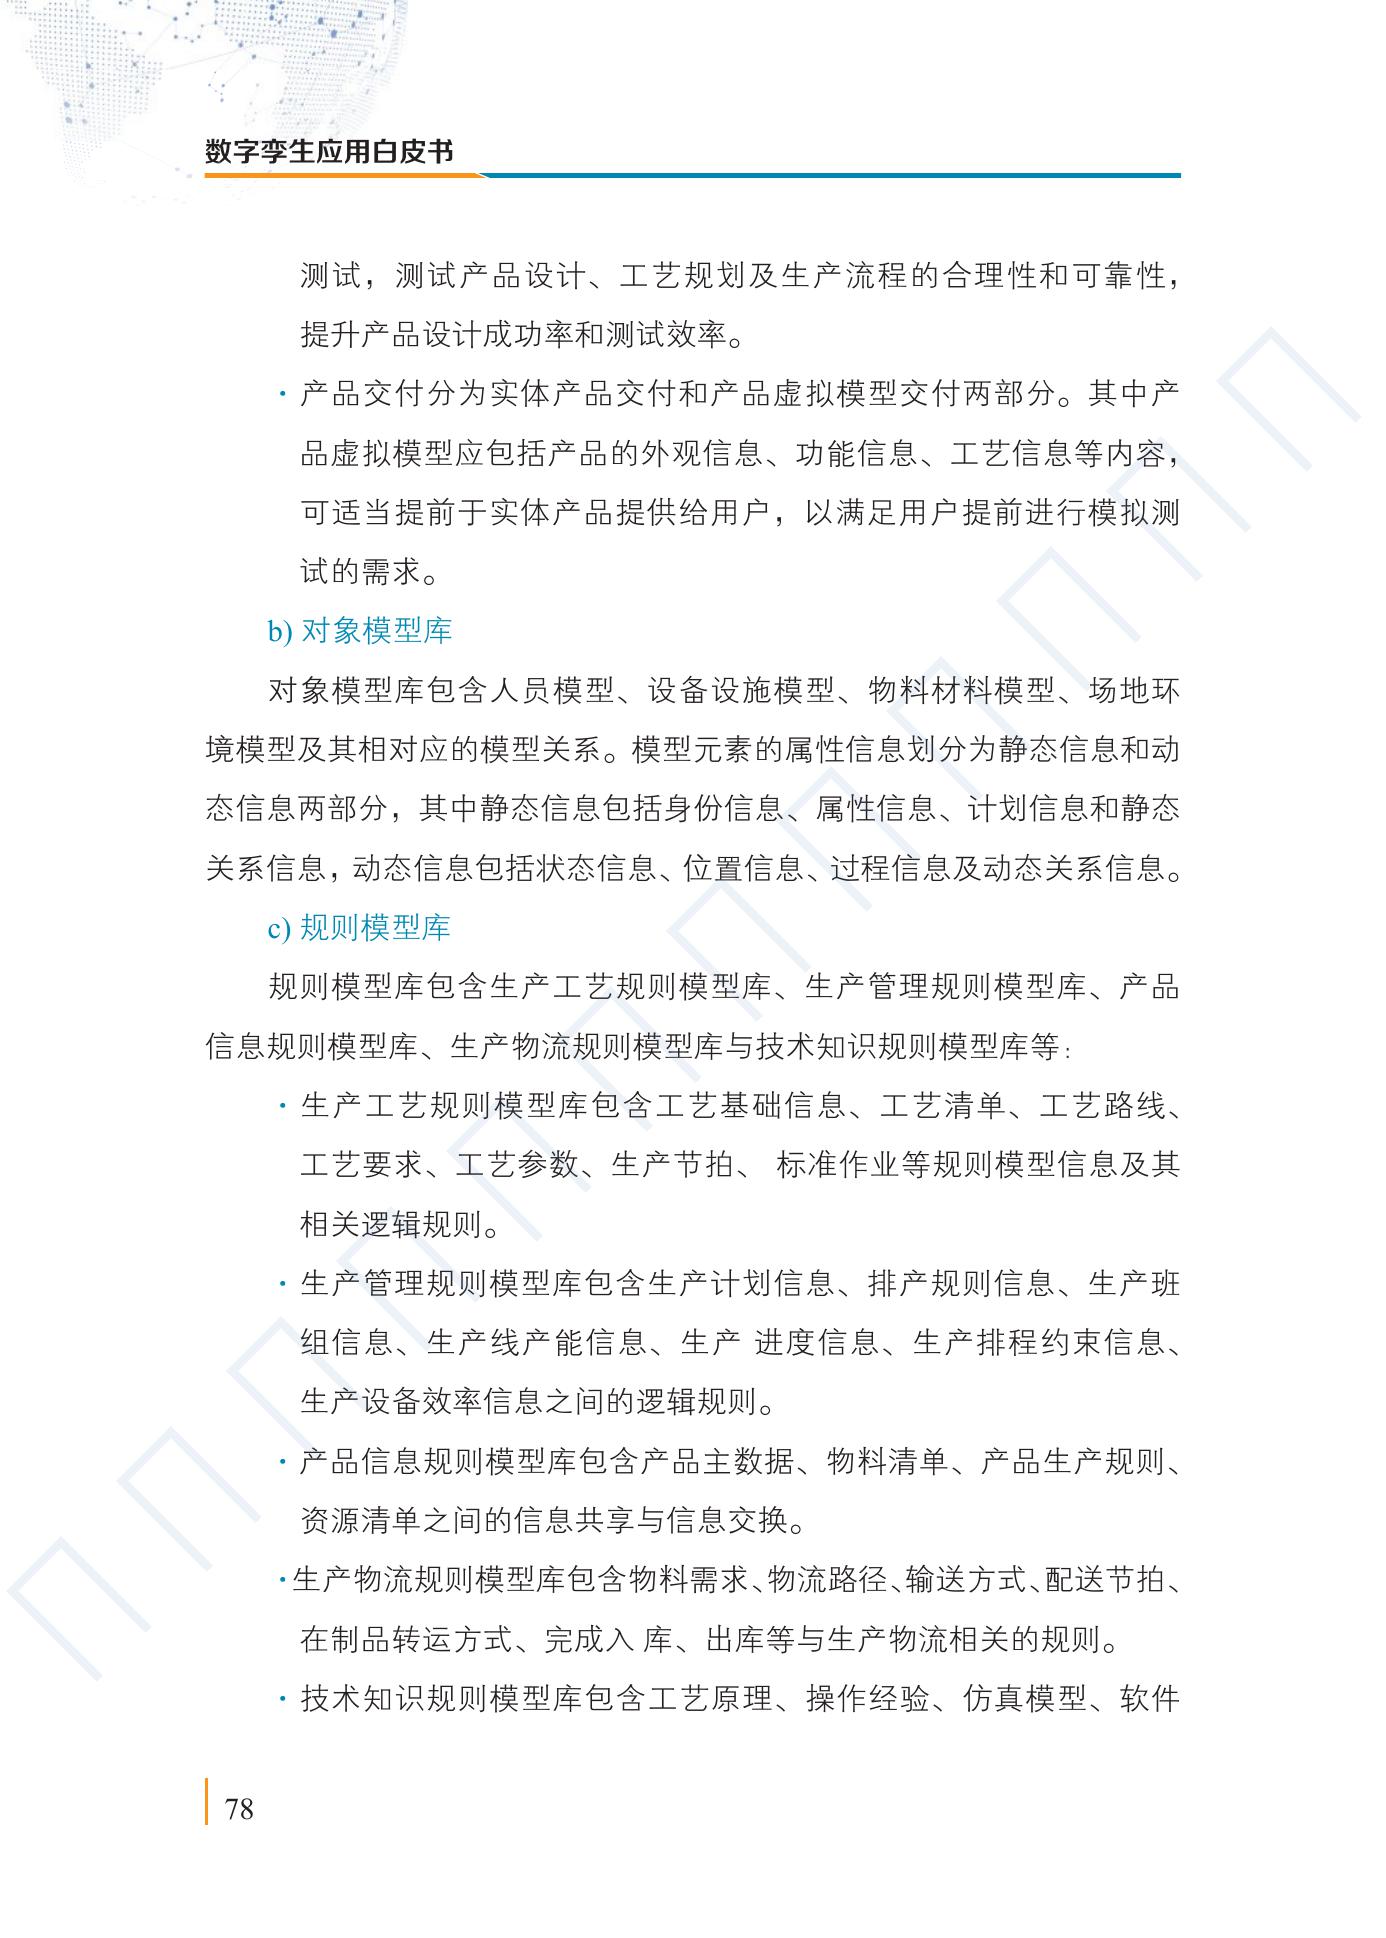 数字孪生应用白皮书
测试，测试产品设计、工艺规划及生产流程的合理性和可靠性，
提升产品设计成功率和测试效率。
· 产品交付分为实体产品交付和产品虚拟模型交付两部分。其中产
品虚拟模型应包括产品的外观信息、功能信息、工艺信息等内容，
可适当提前于实体产品提供给用户，以满足用户提前进行模拟测
试的需求。
b) 对象模型库
对象模型库包含人员模型、设备设施模型、物料材料模型、场地环
境模型及其相对应的模型关系。模型元素的属性信息划分为静态信息和动
态信息两部分，其中静态信息包括身份信息、属性信息、计划信息和静态
关系信息，动态信息包括状态信息、位置信息、过程信息及动态关系信息。
c) 规则模型库
规则模型库包含生产工艺规则模型库、生产管理规则模型库、产品
信息规则模型库、生产物流规则模型库与技术知识规则模型库等：
· 生产工艺规则模型库包含工艺基础信息、工艺清单、工艺路线、
工艺要求、工艺参数、生产节拍、 标准作业等规则模型信息及其
相关逻辑规则。
· 生产管理规则模型库包含生产计划信息、排产规则信息、生产班
组信息、生产线产能信息、生产 进度信息、生产排程约束信息、
生产设备效率信息之间的逻辑规则。
· 产品信息规则模型库包含产品主数据、物料清单、产品生产规则、
资源清单之间的信息共享与信息交换。
· 生产物流规则模型库包含物料需求、物流路径、输送方式、配送节拍、
在制品转运方式、完成入 库、出库等与生产物流相关的规则。
· 技术知识规则模型库包含工艺原理、操作经验、仿真模型、软件
78